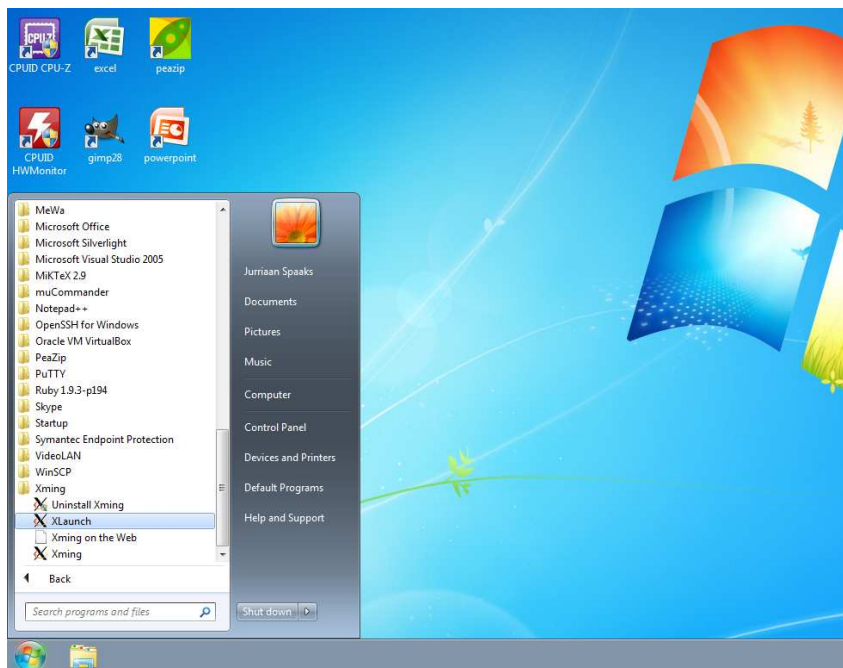 CPUID CPU-Z
excel
peazip
CPUID
HWMonitor
gimp28
powerpoint
MeWa
Microsoft Office
Microsoft Silverlight
Microsoft Visual Studio 2005
MiKTeX 2.9
muCommander
Notepad++
OpenSSH for Windows
Oracle VM VirtualBox
PeaZip
PuTTY
Ruby 1.9.3-p194
Skype
Startup
Symantec Endpoint Protection
VideoLAN
WinSCP
Xming
Uninstall Xming
XLaunch
Xming on the Web
Xming
Back
Search programs and files
Jurriaan Spaaks
Documents
Pictures
Music
Computer
Control Panel
Devices and Printers
Default Programs
Help and Support
Shut down